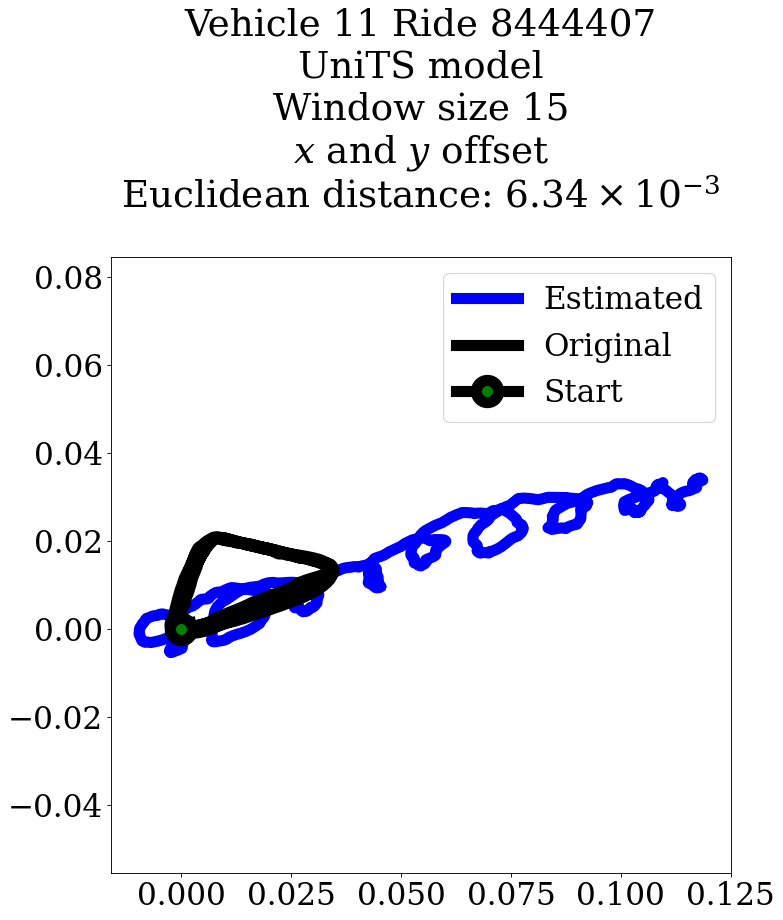 Vehicle 11 Ride 8444407
UniTS model
Window size 15
x and y offset
Euclidean distance: 6.34 × 10⁻³
Estimated
Original
Start
0.08
0.06
0.04
0.02
0.00
−0.02
−0.04
0.000 0.025 0.050 0.075 0.100 0.125